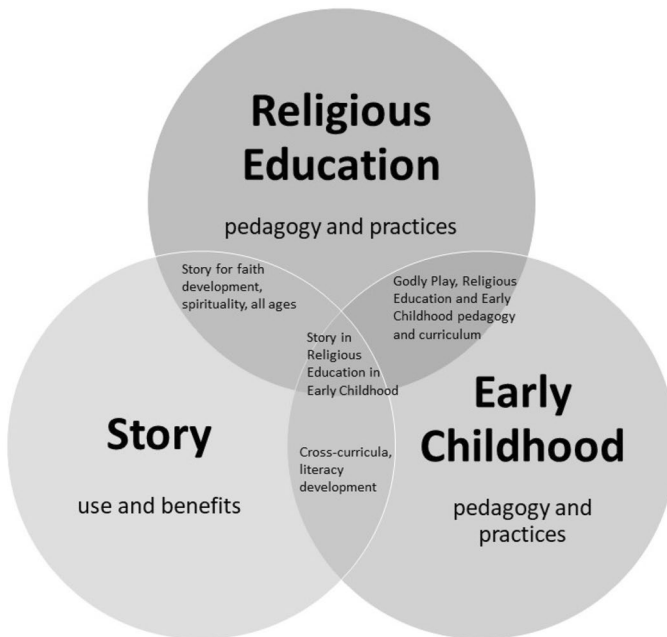 Religious
Education
pedagogy and practices
Story for faith
development,
spirituality, all ages
Godly Play, Religious
Education and Early
Childhood pedagogy
and curriculum
Story in
Religious
Education in
Early Childhood
Story
use and benefits
Cross-curricula,
literacy
development
Early
Childhood
pedagogy and
practices